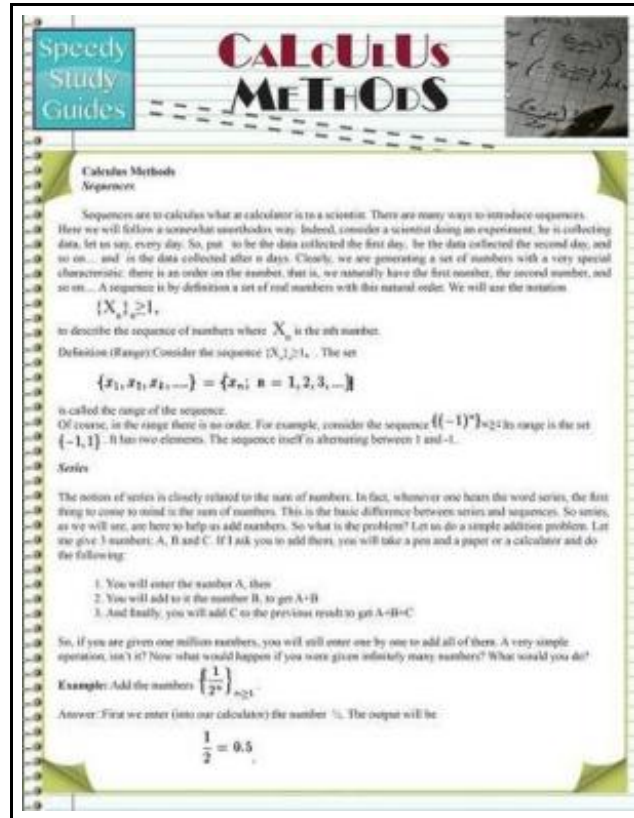 Speedy
Study
Guides
CALCULUS
METHODS
Calculus Methods
Sequences
Sequences are to calculus what at calculator is to a scientist. There are many ways to introduce sequences.
Here we will follow a somewhat unorthodox way. Indeed, consider a scientist doing an experiment; he is collecting
data, let us say, every day. So, put to be the data collected the first day, be the data collected the second day, and
so on... and is the data collected after n days. Clearly, we are generating a set of numbers with a very special
characteristic: there is an order on the number, that is, we naturally have the first number, the second number, and
so on... A sequence is by definition a set of real numbers with this natural order. We will use the notation
{Xₙ}ₙ≥1,
to describe the sequence of numbers where Xₙ is the nth number.
Definition (Range):Consider the sequence {Xₙ}ₙ≥1, . The set
{x₁, x₂, x₃, ...} = {xₙ; n = 1, 2, 3, ...}
is called the range of the sequence.
Of course, in the range there is no order. For example, consider the sequence {(−1)ⁿ}ₙ≥1 Its range is the set
{−1, 1} . It has two elements. The sequence itself is alternating between 1 and -1.
Series
The notion of series is closely related to the sum of numbers. In fact, whenever one hears the word series, the first
thing to come to mind is the sum of numbers. This is the basic difference between series and sequences. So series,
as we will see, are here to help us add numbers. So what is the problem? Let us do a simple addition problem. Let
me give 3 numbers: A, B and C. If I ask you to add them, you will take a pen and a paper or a calculator and do
the following:
1. You will enter the number A, then
2. You will add to it the number B, to get A+B
3. And finally, you will add C to the previous result to get A+B+C
So, if you are given one million numbers, you will still enter one by one to add all of them. A very simple
operation, isn't it? Now what would happen if you were given infinitely many numbers? What would you do?
Example: Add the numbers {1/2ⁿ}ₙ≥1.
Answer: First we enter (into our calculator) the number ½. The output will be
1/2 = 0.5